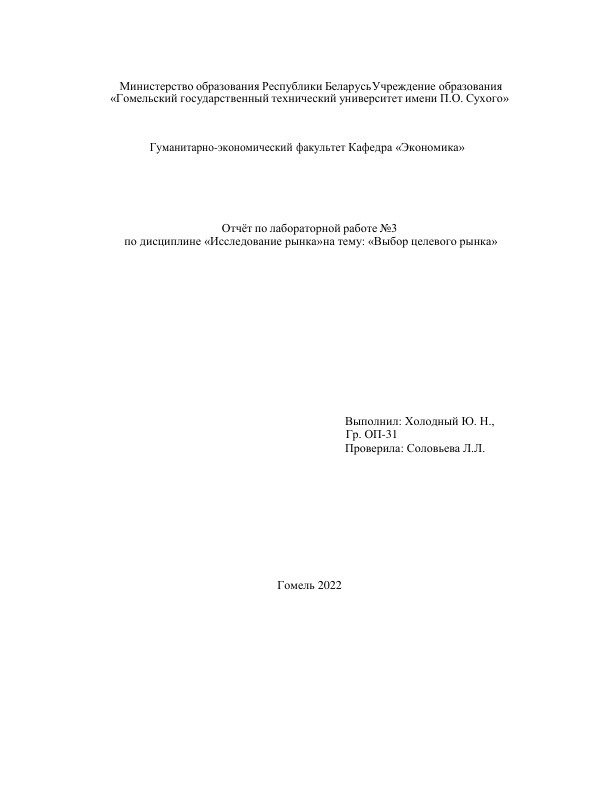 Министерство образования Республики БеларусьУчреждение образования
«Гомельский государственный технический университет имени П.О. Сухого»
Гуманитарно-экономический факультет Кафедра «Экономика»
Отчёт по лабораторной работе №3
по дисциплине «Исследование рынка»на тему: «Выбор целевого рынка»
Выполнил: Холодный Ю. Н.,
Гр. ОП-31
Проверила: Соловьева Л.Л.
Гомель 2022